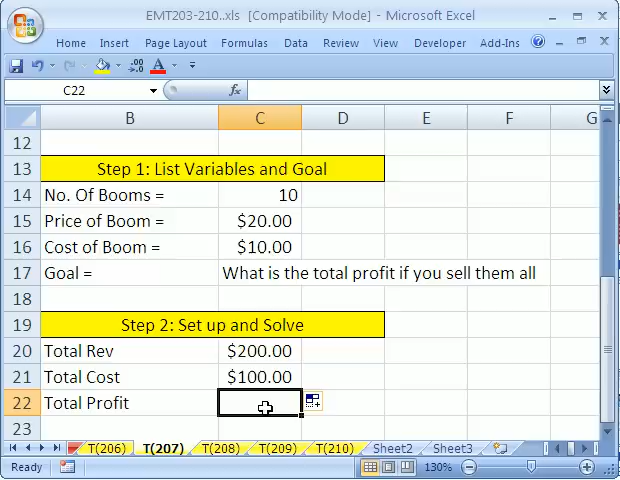 EMT203-210..xls [Compatibility Mode] - Microsoft Excel
Home Insert Page Layout Formulas Data Review View Developer Add-Ins
C22 fx
B C D E F G
12
13 Step 1: List Variables and Goal
14 No. Of Booms = 10
15 Price of Boom = $20.00
16 Cost of Boom = $10.00
17 Goal = What is the total profit if you sell them all
18
19 Step 2: Set up and Solve
20 Total Rev $200.00
21 Total Cost $100.00
22 Total Profit
23
T(206) T(207) T(208) T(209) T(210) Sheet2 Sheet3
Ready 130%